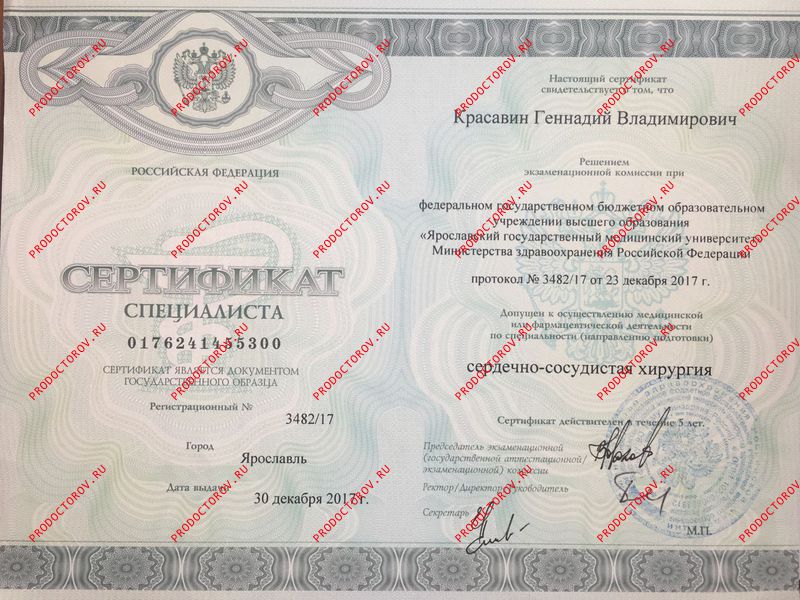 РОССИЙСКАЯ ФЕДЕРАЦИЯ
СЕРТИФИКАТ
СПЕЦИАЛИСТА
0176241455300
СЕРТИФИКАТ ЯВЛЯЕТСЯ ДОКУМЕНТОМ
ГОСУДАРСТВЕННОГО ОБРАЗЦА
Регистрационный №
3482/17
Город
Ярославль
Дата выдачи
30 декабря 2017 г.
Настоящий сертификат
свидетельствует о том, что
Красавин Геннадий Владимирович
Решением
экзаменационной комиссии при
федеральном государственном бюджетном образовательном
учреждении высшего образования
«Ярославский государственный медицинский университет»
Министерства здравоохранения Российской Федерации
протокол № 3482/17 от 23 декабря 2017 г.
Допущен к осуществлению медицинской
или фармацевтической деятельности
по специальности (направлению подготовки)
сердечно-сосудистая хирургия
Сертификат действителен в течение 5 лет.
Председатель экзаменационной
(государственной аттестационной/
экзаменационной) комиссии
Ректор/Директор/Руководитель
Секретарь
М.П.
PRODOCTOROV.RU